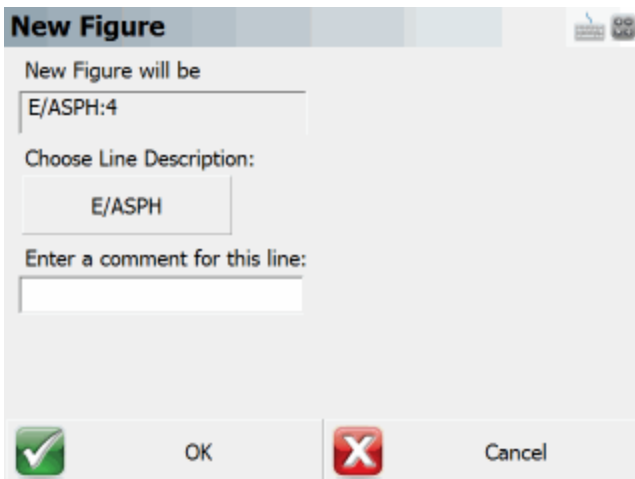 New Figure
New Figure will be
E/ASPH:4
Choose Line Description:
E/ASPH
Enter a comment for this line:
OK
Cancel